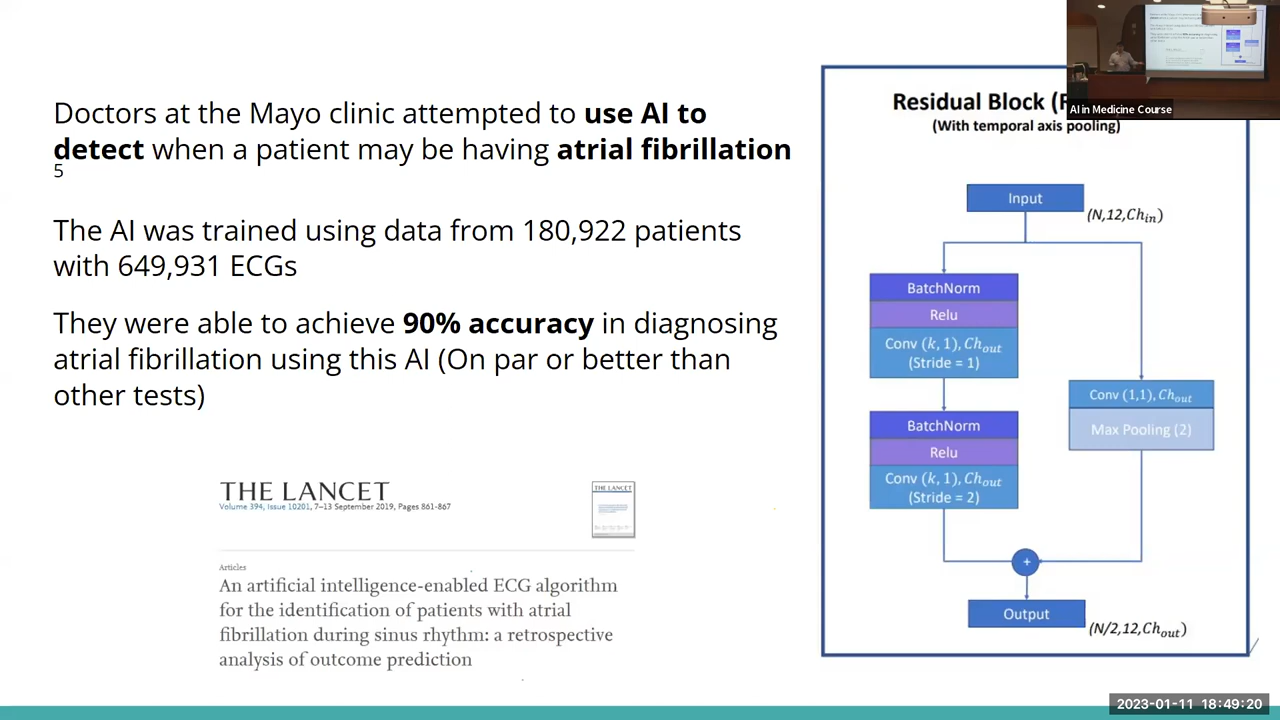 Doctors at the Mayo clinic attempted to use AI to
detect when a patient may be having atrial fibrillation
5
The AI was trained using data from 180,922 patients
with 649,931 ECGs
They were able to achieve 90% accuracy in diagnosing
atrial fibrillation using this AI (On par or better than
other tests)
THE LANCET
Volume 394, Issue 10201, 7–13 September 2019, Pages 861-867
THE LANCET
Articles
An artificial intelligence-enabled ECG algorithm
for the identification of patients with atrial
fibrillation during sinus rhythm: a retrospective
analysis of outcome prediction
AI in Medicine Course
Residual Block
(With temporal axis pooling)
Input
(N,12,Ch_in)
BatchNorm
Relu
Conv (k, 1), Ch_out
(Stride = 1)
Conv (1,1), Ch_out
Max Pooling (2)
BatchNorm
Relu
Conv (k, 1), Ch_out
(Stride = 2)
+
Output
(N/2,12,Ch_out)
2023-01-11 18:49:20